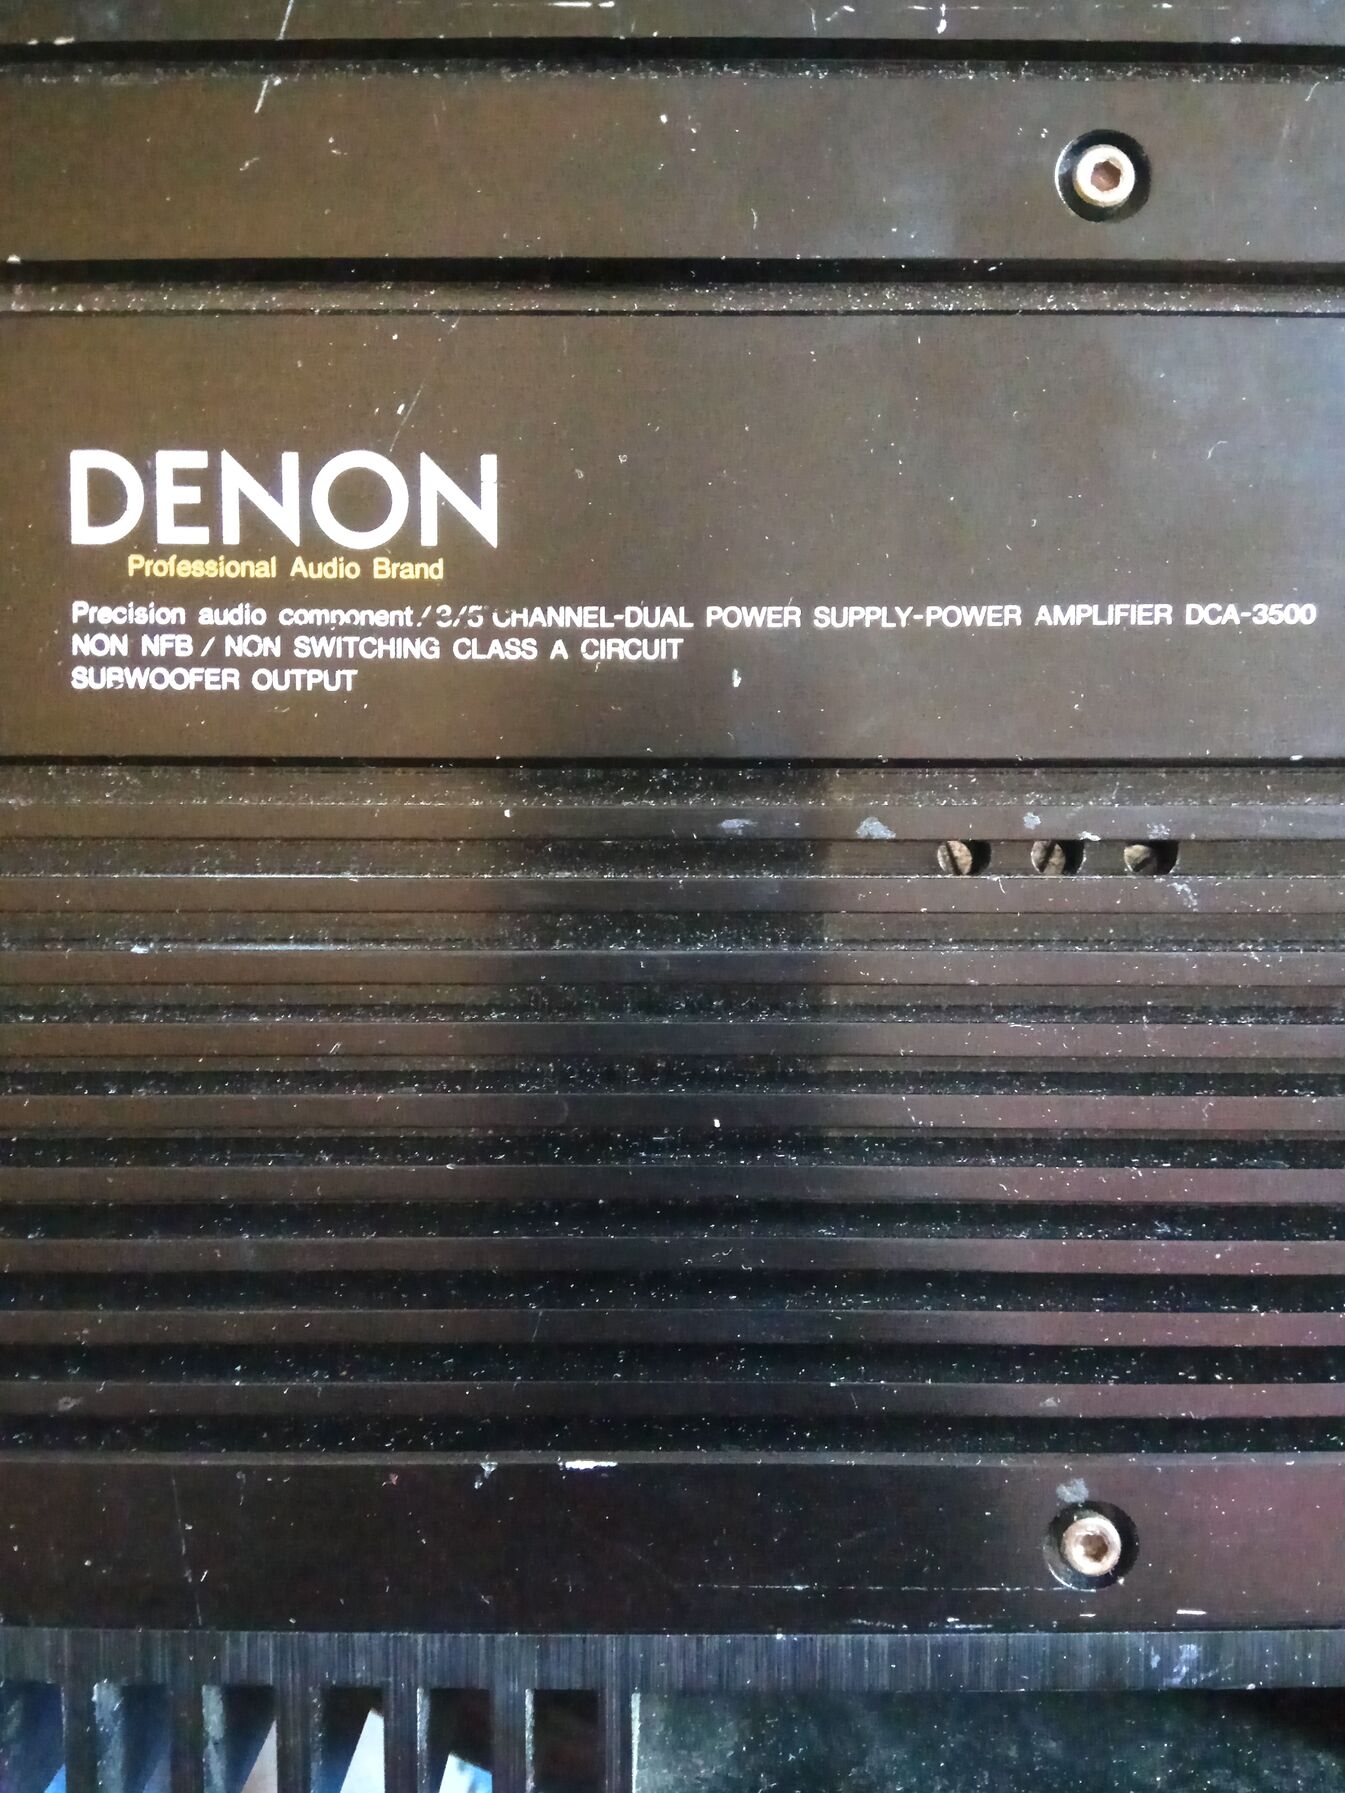 DENON
Professional Audio Brand
Precision audio component/3/5 CHANNEL-DUAL POWER SUPPLY-POWER AMPLIFIER DCA-3500
NON NFB / NON SWITCHING CLASS A CIRCUIT
SUBWOOFER OUTPUT